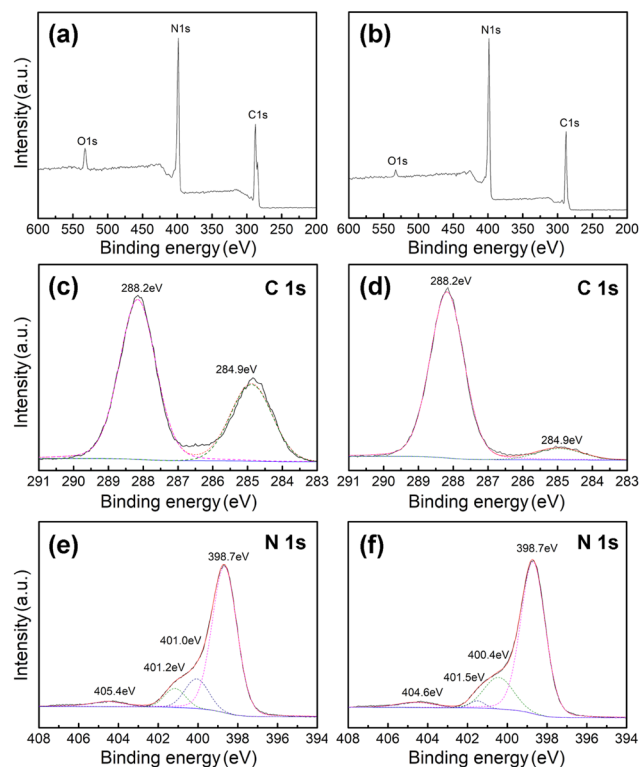 (a)
N1s
C1s
O1s
Intensity (a.u.)
600 550 500 450 400 350 300 250 200
Binding energy (eV)
(b)
N1s
C1s
O1s
Intensity (a.u.)
600 550 500 450 400 350 300 250 200
Binding energy (eV)
(c)
288.2eV
C 1s
284.9eV
Intensity (a.u.)
291 290 289 288 287 286 285 284 283
Binding energy (eV)
(d)
288.2eV
C 1s
284.9eV
Intensity (a.u.)
291 290 289 288 287 286 285 284 283
Binding energy (eV)
(e)
N 1s
398.7eV
401.0eV
401.2eV
405.4eV
Intensity (a.u.)
408 406 404 402 400 398 396 394
Binding energy (eV)
(f)
N 1s
398.7eV
400.4eV
401.5eV
404.6eV
Intensity (a.u.)
408 406 404 402 400 398 396 394
Binding energy (eV)